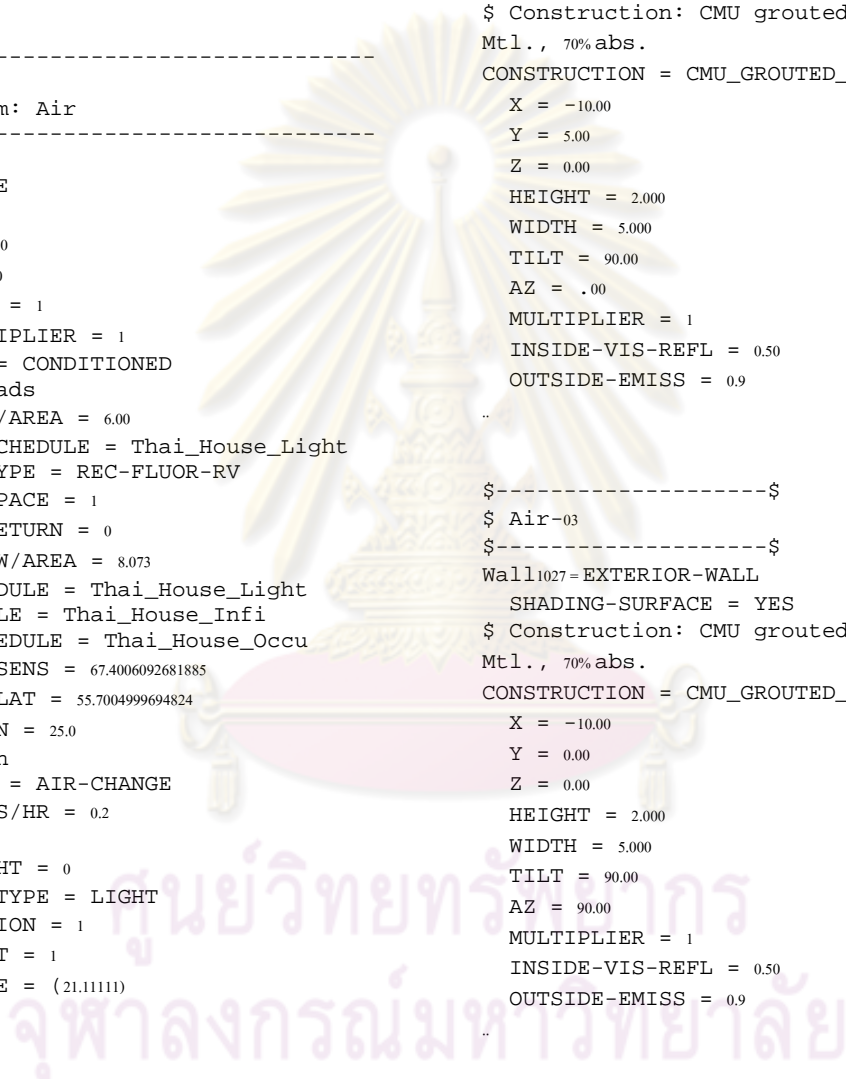 -----------------------------
m: Air
-----------------------------
E
0
0
= 1
IPLIER = 1
= CONDITIONED
ads
/AREA = 6.00
CHEDULE = Thai_House_Light
YPE = REC-FLUOR-RV
PACE = 1
ETURN = 0
W/AREA = 8.073
DULE = Thai_House_Light
LE = Thai_House_Infi
EDULE = Thai_House_Occu
SENS = 67.4006092681885
LAT = 55.7004999694824
N = 25.0
n
= AIR-CHANGE
S/HR = 0.2
HT = 0
TYPE = LIGHT
ION = 1
T = 1
E = (21.11111)
$ Construction: CMU grouted
Mtl., 70% abs.
CONSTRUCTION = CMU_GROUTED_
X = -10.00
Y = 5.00
Z = 0.00
HEIGHT = 2.000
WIDTH = 5.000
TILT = 90.00
AZ = .00
MULTIPLIER = 1
INSIDE-VIS-REFL = 0.50
OUTSIDE-EMISS = 0.9
..
$--------------------$
$ Air-03
$--------------------$
Wall1027 = EXTERIOR-WALL
SHADING-SURFACE = YES
$ Construction: CMU grouted
Mtl., 70% abs.
CONSTRUCTION = CMU_GROUTED_
X = -10.00
Y = 0.00
Z = 0.00
HEIGHT = 2.000
WIDTH = 5.000
TILT = 90.00
AZ = 90.00
MULTIPLIER = 1
INSIDE-VIS-REFL = 0.50
OUTSIDE-EMISS = 0.9
..
ศูนย์วิทยทรัพยากร
จุฬาลงกรณ์มหาวิทยาลัย